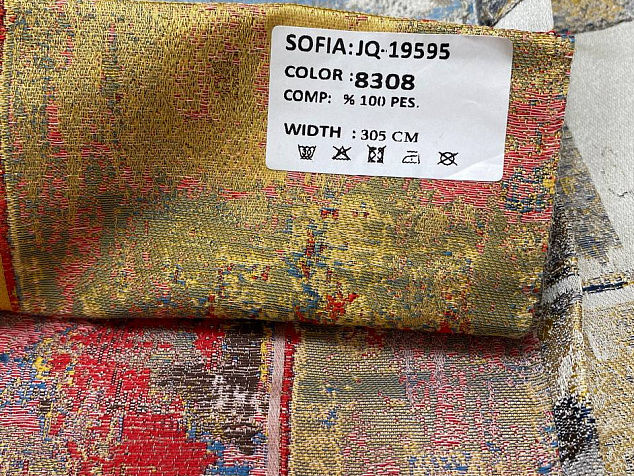 SOFIA: JQ-19595
COLOR : 8308
COMP: % 100 PES.
WIDTH : 305 CM